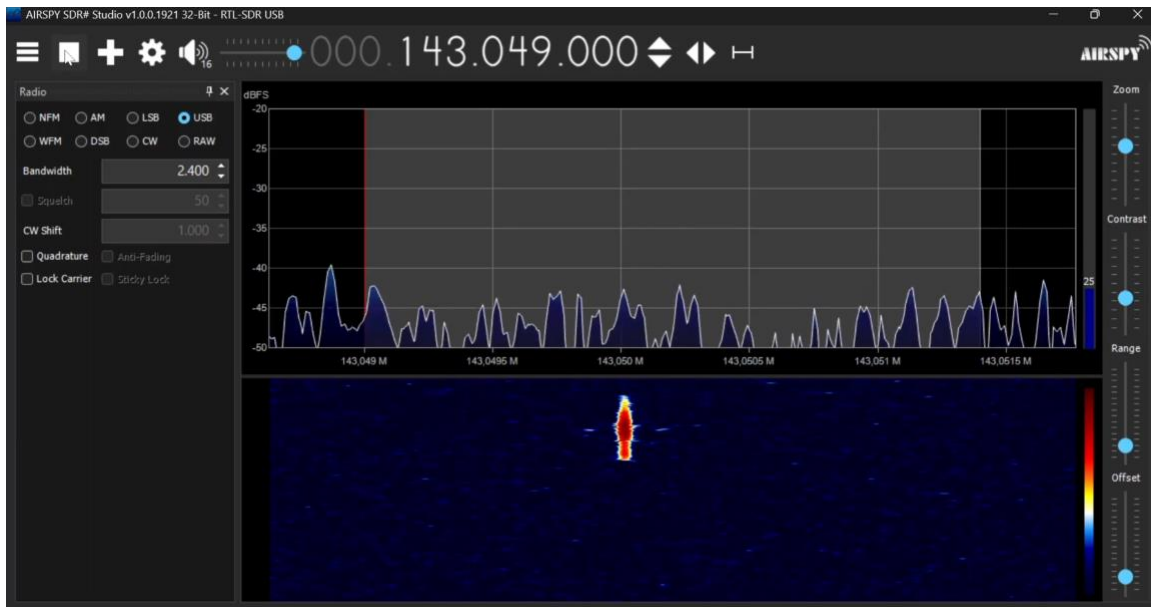 AIRSPY SDR# Studio v1.0.0.1921 32-Bit - RTL-SDR USB
16
000.143.049.000
AIRSPY
Radio
NFM AM LSB USB
WFM DSB CW RAW
Bandwidth 2.400
Squelch 50
CW Shift 1.000
Quadrature Anti-Fading
Lock Carrier Sticky Lock
dBFS
-20
-25
-30
-35
-40
-45
-50
143,049 M 143,0495 M 143,050 M 143,0505 M 143,051 M 143,0515 M
25
Zoom
Contrast
Range
Offset